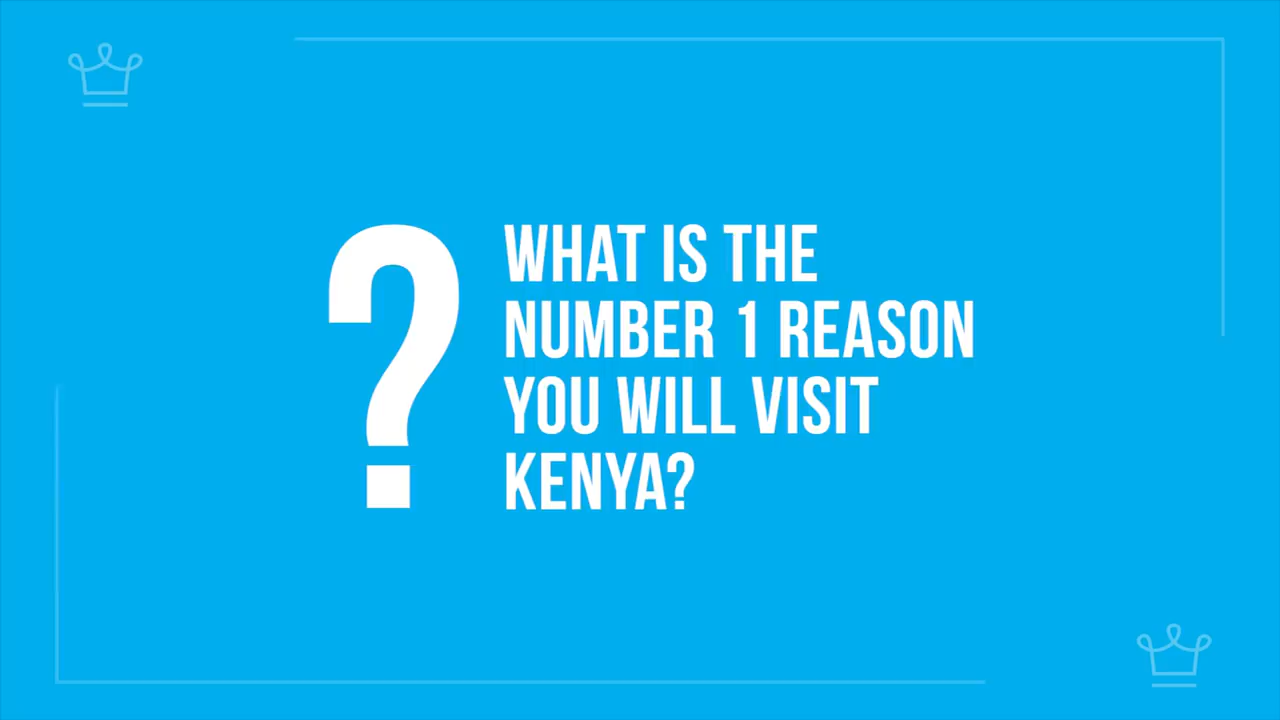 ?
WHAT IS THE
NUMBER 1 REASON
YOU WILL VISIT
KENYA?